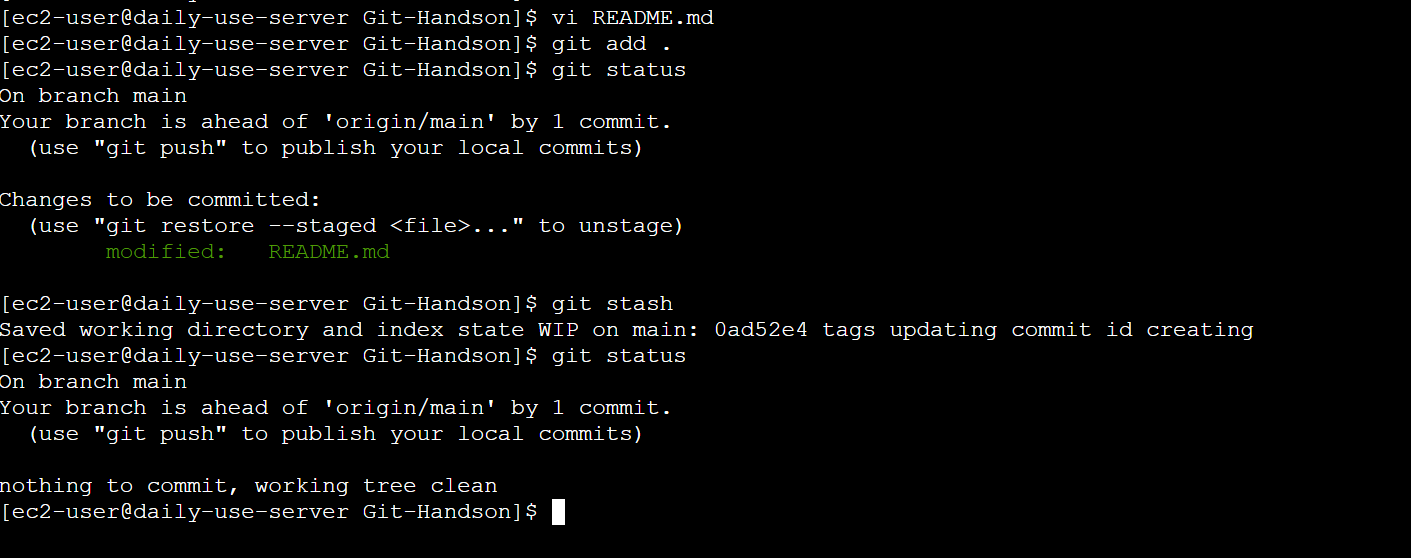 [ec2-user@daily-use-server Git-Handson]$ vi README.md
[ec2-user@daily-use-server Git-Handson]$ git add .
[ec2-user@daily-use-server Git-Handson]$ git status
On branch main
Your branch is ahead of 'origin/main' by 1 commit.
  (use "git push" to publish your local commits)

Changes to be committed:
  (use "git restore --staged <file>..." to unstage)
        modified:   README.md

[ec2-user@daily-use-server Git-Handson]$ git stash
Saved working directory and index state WIP on main: 0ad52e4 tags updating commit id creating
[ec2-user@daily-use-server Git-Handson]$ git status
On branch main
Your branch is ahead of 'origin/main' by 1 commit.
  (use "git push" to publish your local commits)

nothing to commit, working tree clean
[ec2-user@daily-use-server Git-Handson]$